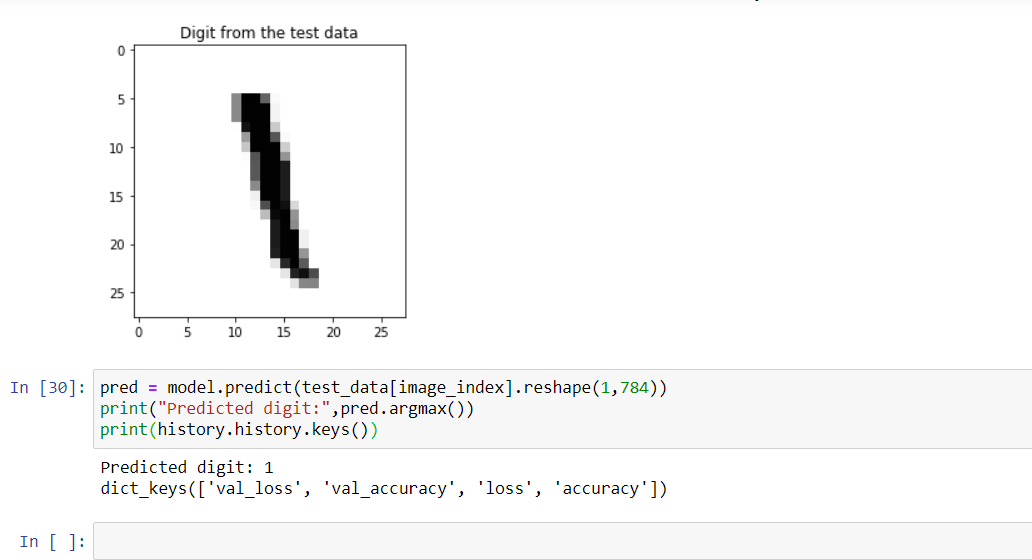 Digit from the test data
0
5
10
15
20
25
0 5 10 15 20 25
In [30]: pred = model.predict(test_data[image_index].reshape(1,784))
print("Predicted digit:",pred.argmax())
print(history.history.keys())
Predicted digit: 1
dict_keys(['val_loss', 'val_accuracy', 'loss', 'accuracy'])
In [ ]: